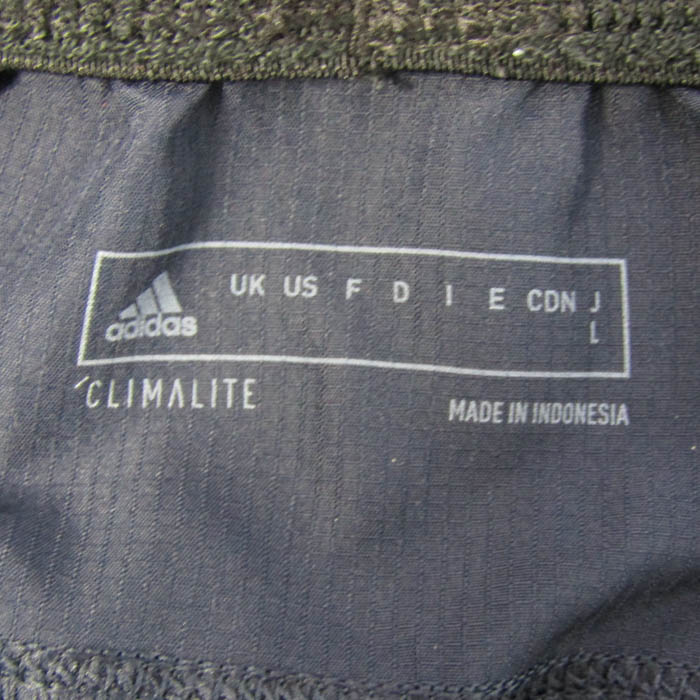 adidas
UK US F D I E CDN J
L
CLIMALITE
MADE IN INDONESIA